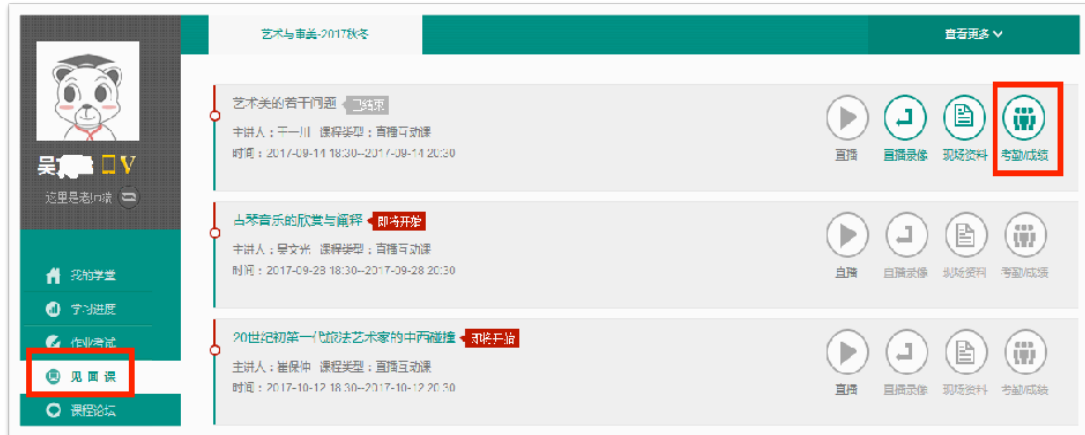 艺术与审美-2017秋冬
查看更多
吴
V
这里是老师端
我的学堂
学习进度
作业考试
见面课
课程论坛
艺术美的若干问题 已结束
主讲人：王一川 课程类型：直播互动课
时间：2017-09-14 18:30--2017-09-14 20:30
直播 直播录像 现场资料 考勤/成绩
古琴音乐的欣赏与阐释 即将开始
主讲人：吴文光 课程类型：直播互动课
时间：2017-09-28 18:30--2017-09-28 20:30
直播 直播录像 现场资料 考勤/成绩
20世纪初第一代旅法艺术家的中西碰撞 即将开始
主讲人：崔保仲 课程类型：直播互动课
时间：2017-10-12 18:30--2017-10-12 20:30
直播 直播录像 现场资料 考勤/成绩